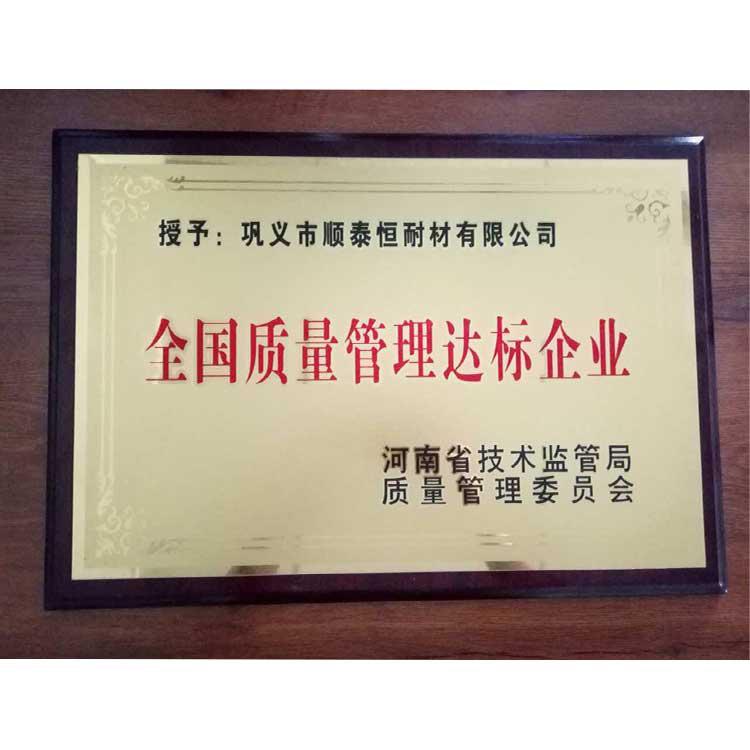 授予：巩义市顺泰恒耐材有限公司
全国质量管理达标企业
河南省技术监管局
质量管理委员会